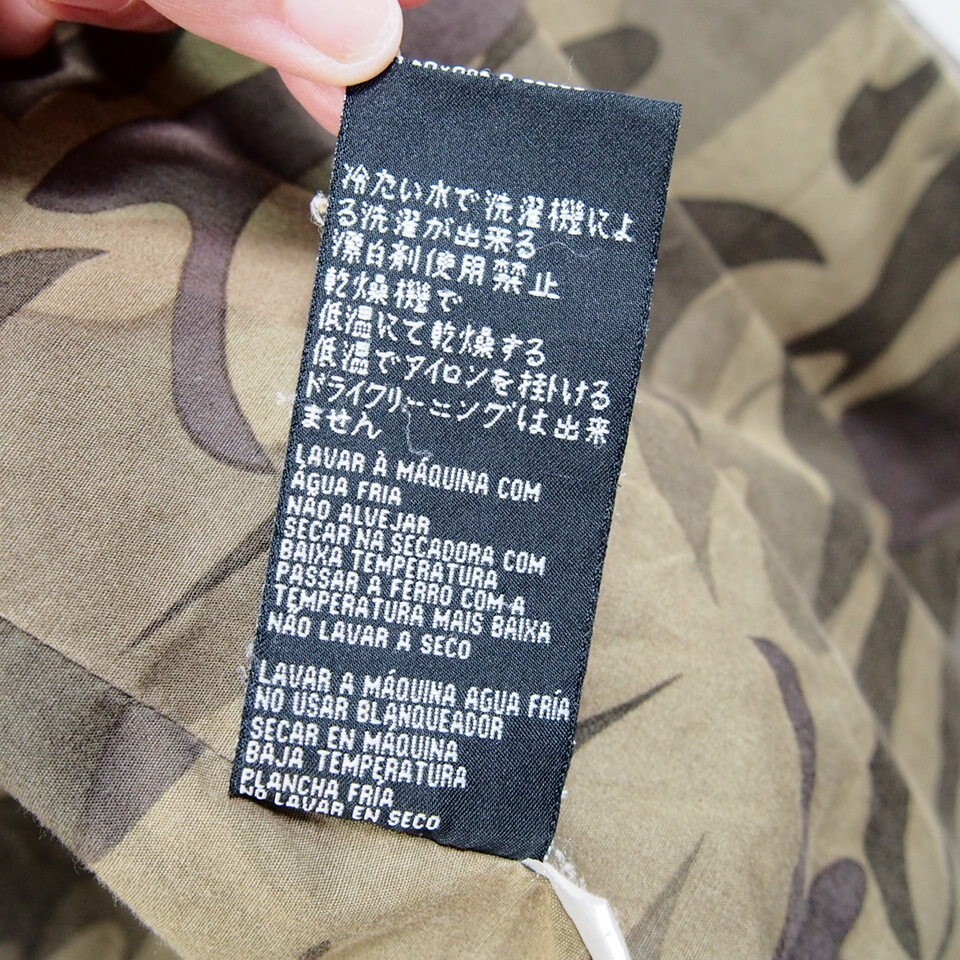 冷たい水で洗濯機によ
る洗濯が出来る
漂白剤使用禁止
乾燥機で
低温にて乾燥する
低温でアイロンを掛ける
ドライクリーニングは出来
ません
LAVAR À MÁQUINA COM
ÁGUA FRIA
NÃO ALVEJAR
SECAR NA SECADORA COM
BAIXA TEMPERATURA
PASSAR A FERRO COM A
TEMPERATURA MAIS BAIXA
NÃO LAVAR A SECO
LAVAR A MÁQUINA AGUA FRÍA
NO USAR BLANQUEADOR
SECAR EN MÁQUINA
BAJA TEMPERATURA
PLANCHA FRÍA
NO LAVAR EN SECO